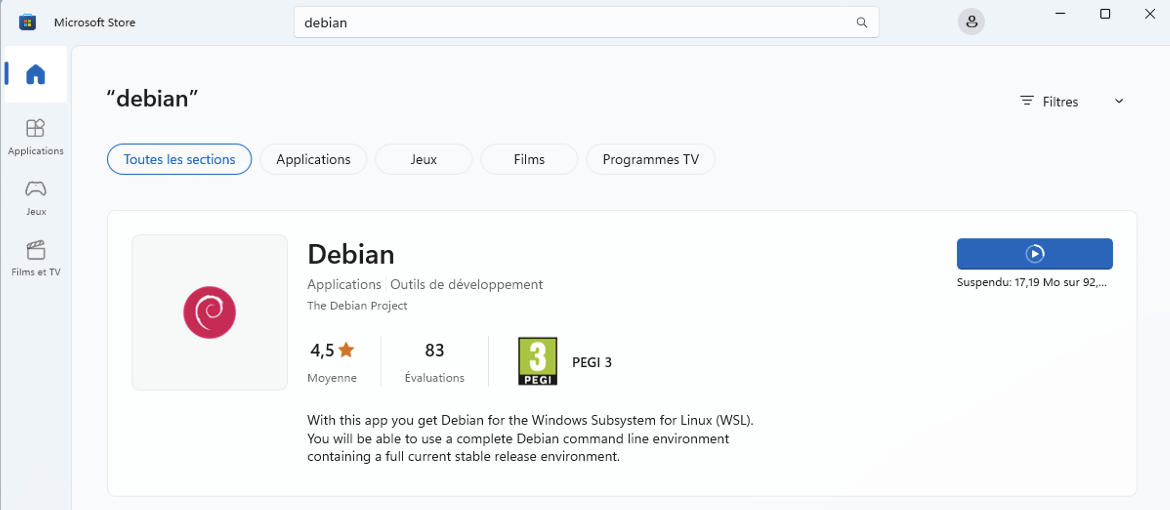 Microsoft Store
debian
Applications
Jeux
Films et TV
“debian”
Filtres
Toutes les sections
Applications
Jeux
Films
Programmes TV
Debian
Applications
Outils de développement
The Debian Project
4,5
Moyenne
83
Évaluations
3
PEGI
PEGI 3
Suspendu: 17,19 Mo sur 92,...
With this app you get Debian for the Windows Subsystem for Linux (WSL).
You will be able to use a complete Debian command line environment
containing a full current stable release environment.